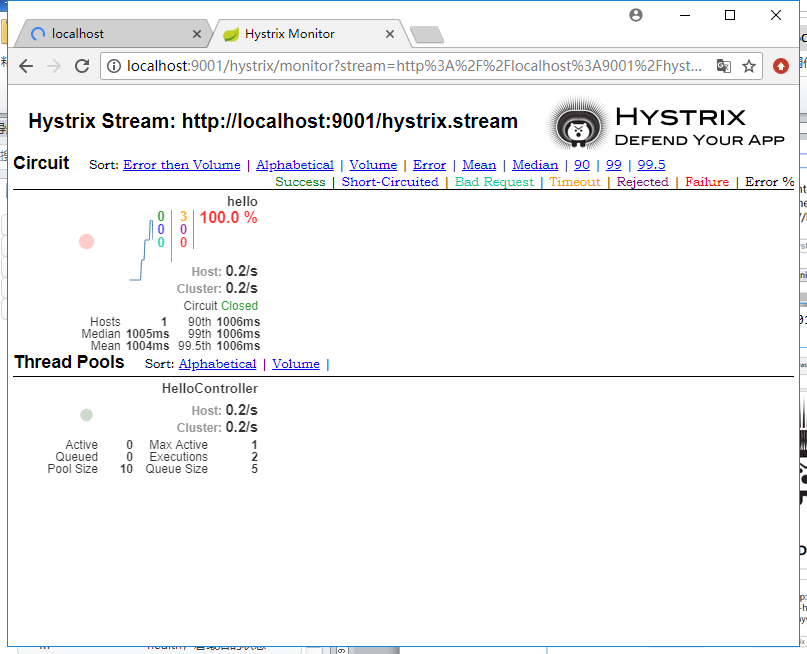 localhost
Hystrix Monitor
localhost:9001/hystrix/monitor?stream=http%3A%2F%2Flocalhost%3A9001%2Fhyst...
Hystrix Stream: http://localhost:9001/hystrix.stream
HYSTRIX
DEFEND YOUR APP
Circuit Sort: Error then Volume | Alphabetical | Volume | Error | Mean | Median | 90 | 99 | 99.5
Success | Short-Circuited | Bad Request | Timeout | Rejected | Failure | Error %
hello
0 3 100.0 %
0 0
0 0
Host: 0.2/s
Cluster: 0.2/s
Circuit Closed
Hosts 1 90th 1006ms
Median 1005ms 99th 1006ms
Mean 1004ms 99.5th 1006ms
Thread Pools Sort: Alphabetical | Volume |
HelloController
Host: 0.2/s
Cluster: 0.2/s
Active 0 Max Active 1
Queued 0 Executions 2
Pool Size 10 Queue Size 5